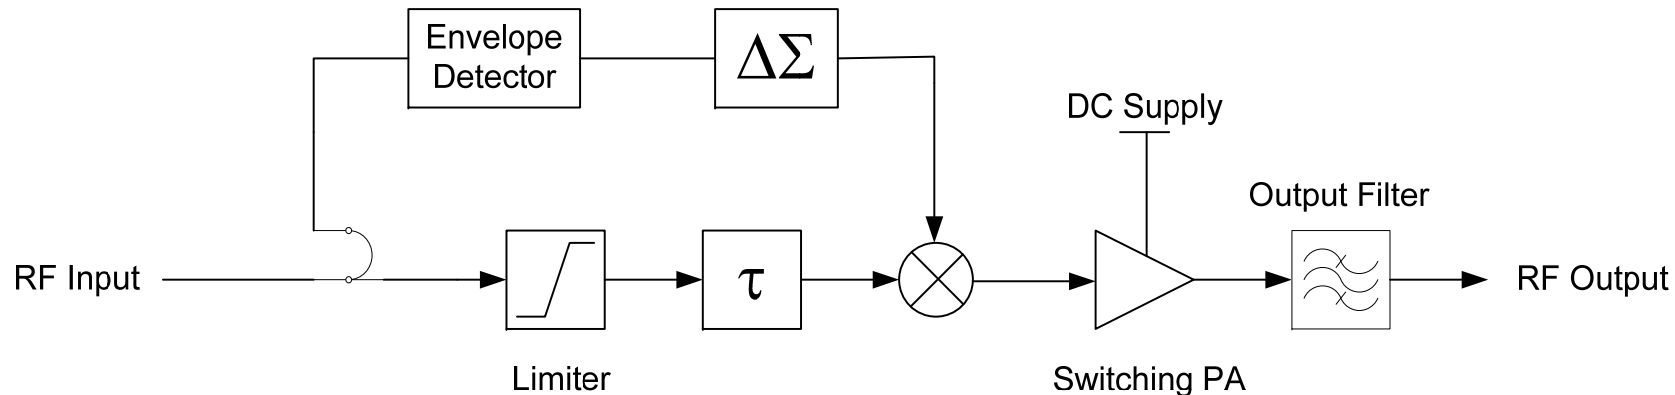 Envelope
Detector
ΔΣ
DC Supply
Output Filter
RF Input
τ
RF Output
Limiter
Switching PA